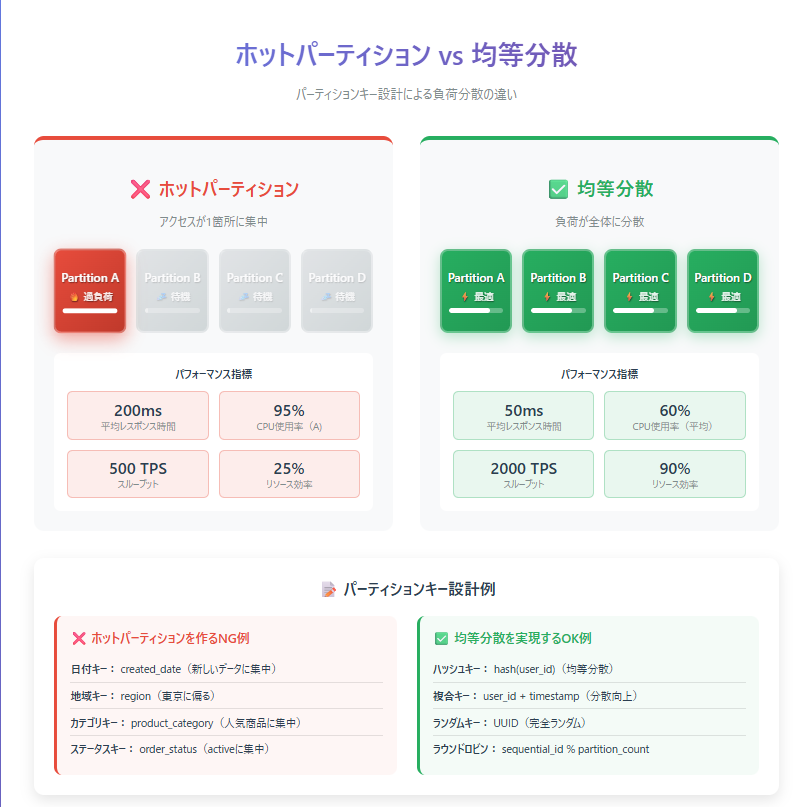 ホットパーティション vs 均等分散
パーティションキー設計による負荷分散の違い
❌ ホットパーティション
アクセスが1箇所に集中
Partition A
🔥 過負荷
Partition B
待機
Partition C
待機
Partition D
待機
パフォーマンス指標
200ms
平均レスポンス時間
95%
CPU使用率（A）
500 TPS
スループット
25%
リソース効率
✅ 均等分散
負荷が全体に分散
Partition A
⚡ 最適
Partition B
⚡ 最適
Partition C
⚡ 最適
Partition D
⚡ 最適
パフォーマンス指標
50ms
平均レスポンス時間
60%
CPU使用率（平均）
2000 TPS
スループット
90%
リソース効率
📝 パーティションキー設計例
❌ ホットパーティションを作るNG例
日付キー： created_date（新しいデータに集中）
地域キー： region（東京に偏る）
カテゴリキー： product_category（人気商品に集中）
ステータスキー： order_status（activeに集中）
✅ 均等分散を実現するOK例
ハッシュキー： hash(user_id)（均等分散）
複合キー： user_id + timestamp（分散向上）
ランダムキー： UUID（完全ランダム）
ラウンドロビン： sequential_id % partition_count